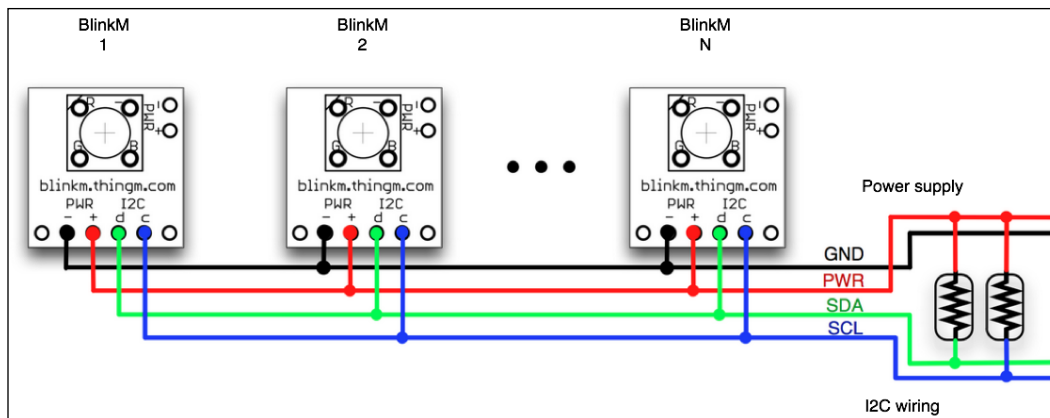 BlinkM
1
BlinkM
2
BlinkM
N
R
-
G
B
PWR
-
+
blinkm.thingm.com
PWR I2C
- + d c
R
-
G
B
PWR
-
+
blinkm.thingm.com
PWR I2C
- + d c
R
-
G
B
PWR
-
+
blinkm.thingm.com
PWR I2C
- + d c
Power supply
GND
PWR
SDA
SCL
I2C wiring